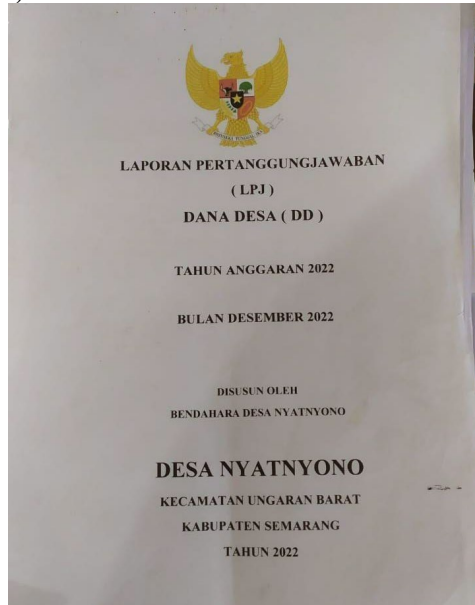 LAPORAN PERTANGGUNGJAWABAN
( LPJ )
DANA DESA ( DD )
TAHUN ANGGARAN 2022
BULAN DESEMBER 2022
DISUSUN OLEH
BENDAHARA DESA NYATNYONO
DESA NYATNYONO
KECAMATAN UNGARAN BARAT
KABUPATEN SEMARANG
TAHUN 2022